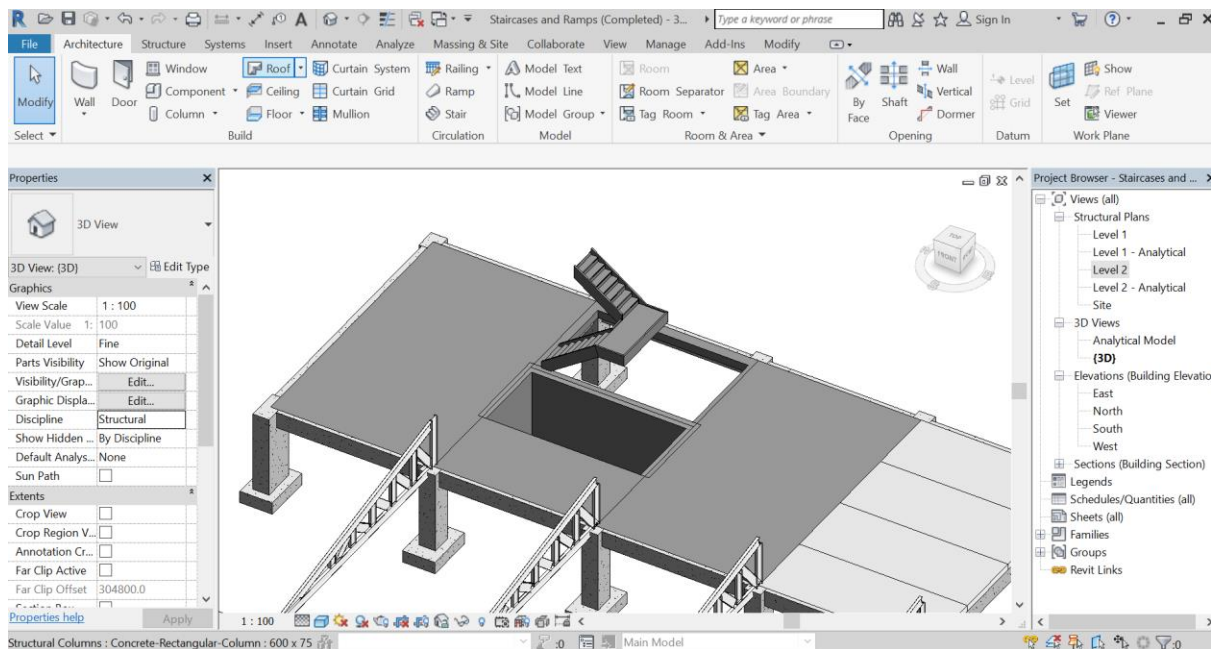 Staircases and Ramps (Completed) - 3...
Type a keyword or phrase
Sign In
File Architecture Structure Systems Insert Annotate Analyze Massing & Site Collaborate View Manage Add-Ins Modify
Modify
Select
Wall
Door
Window
Component
Column
Roof
Ceiling
Floor
Curtain System
Curtain Grid
Mullion
Build
Railing
Ramp
Stair
Circulation
Model Text
Model Line
Model Group
Model
Room
Room Separator
Tag Room
Area
Area Boundary
Tag Area
Room & Area
By Face
Shaft
Wall
Vertical
Dormer
Opening
Level
Grid
Datum
Set
Show
Ref Plane
Viewer
Work Plane
Properties
3D View
3D View: {3D}
Edit Type
Graphics
View Scale 1 : 100
Scale Value 1: 100
Detail Level Fine
Parts Visibility Show Original
Visibility/Grap... Edit...
Graphic Displa... Edit...
Discipline Structural
Show Hidden ... By Discipline
Default Analys... None
Sun Path
Extents
Crop View
Crop Region V...
Annotation Cr...
Far Clip Active
Far Clip Offset 304800.0
Properties help
Apply
TOP
FRONT
1 : 100
Project Browser - Staircases and ...
Views (all)
Structural Plans
Level 1
Level 1 - Analytical
Level 2
Level 2 - Analytical
Site
3D Views
Analytical Model
{3D}
Elevations (Building Elevatio
East
North
South
West
Sections (Building Section)
Legends
Schedules/Quantities (all)
Sheets (all)
Families
Groups
Revit Links
Structural Columns : Concrete-Rectangular-Column : 600 x 75
:0
Main Model
:0